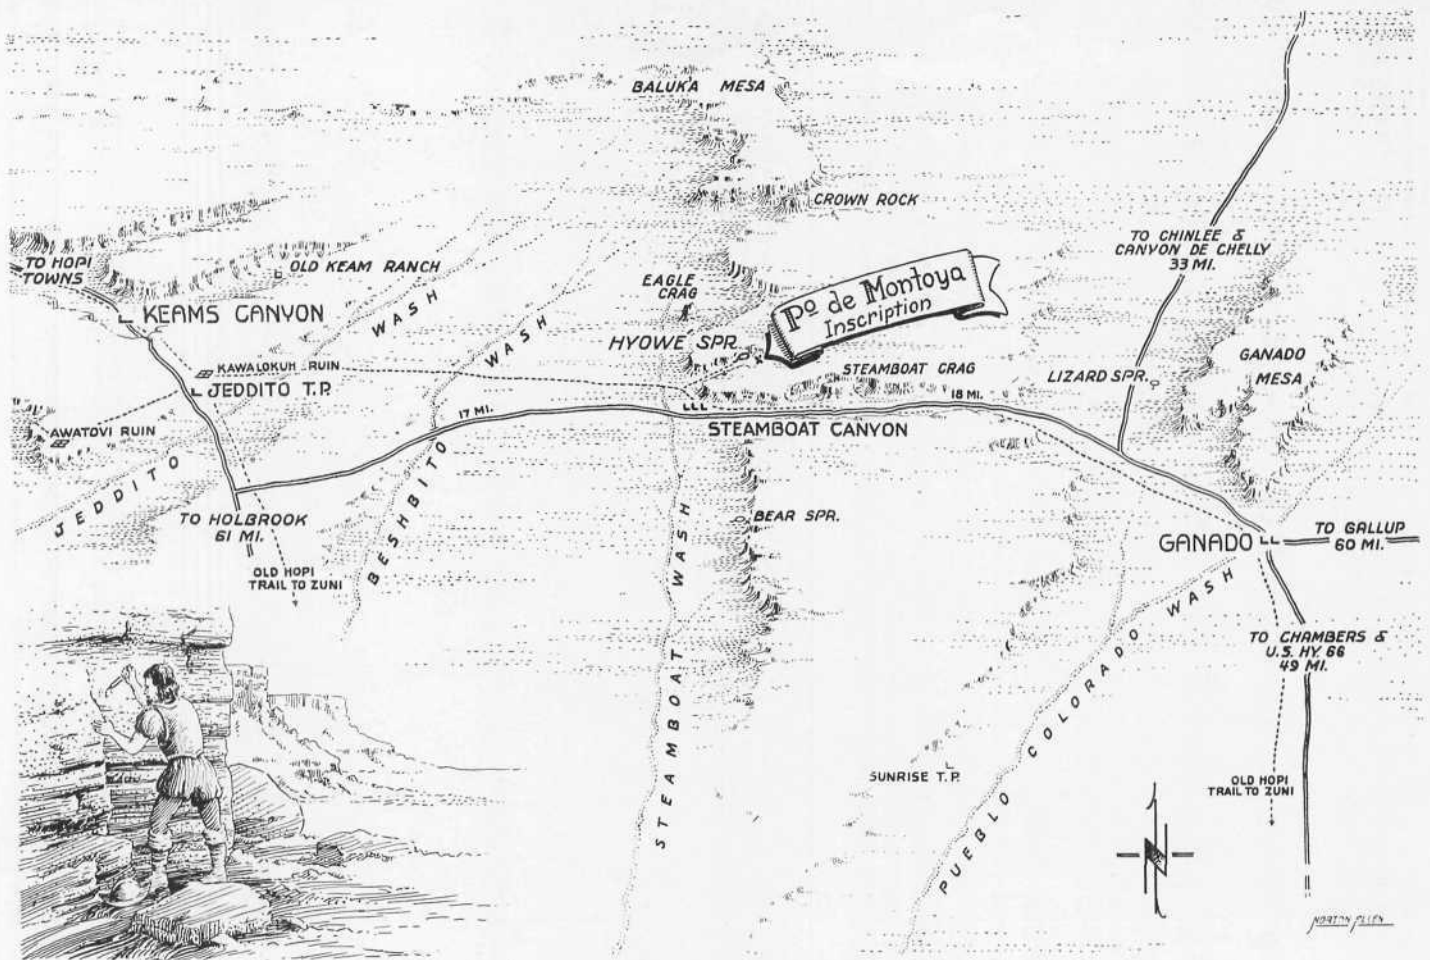 BALUKA MESA
CROWN ROCK
TO CHINLEE &
CANYON DE CHELLY
33 MI.
TO HOPI
TOWNS
OLD KEAM RANCH
EAGLE
CRAG
Pº de Montoya
Inscription
KEAMS CANYON
WASH
WASH
HYOWE SPR.
GANADO
MESA
KAWALOKUH RUIN
STEAMBOAT CRAG
LIZARD SPR.
JEDDITO T.P.
17 MI.
18 MI.
AWATOVI RUIN
STEAMBOAT CANYON
JEDDITO
BESHBITO
TO HOLBROOK
61 MI.
BEAR SPR.
GANADO
TO GALLUP
60 MI.
OLD HOPI
TRAIL TO ZUNI
STEAMBOAT WASH
PUEBLO COLORADO WASH
TO CHAMBERS &
U.S. HY. 66
49 MI.
SUNRISE T.P.
OLD HOPI
TRAIL TO ZUNI
N
NORTON ALLEN